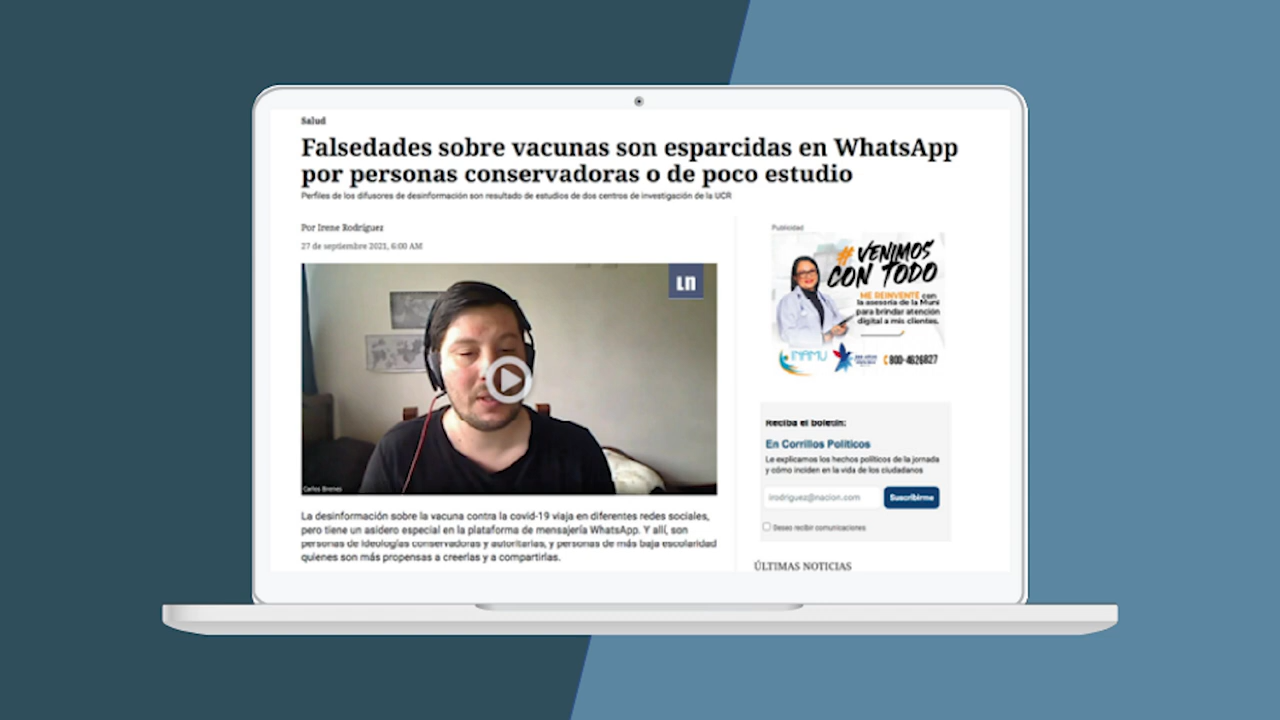 Salud
Falsedades sobre vacunas son esparcidas en WhatsApp
por personas conservadoras o de poco estudio
Perfiles de los difusores de desinformación son resultado de estudios de dos centros de investigación de la UCR
Por Irene Rodríguez
27 de septiembre 2021, 6:00 AM
LN
Carlos Brenes
La desinformación sobre la vacuna contra la covid-19 viaja en diferentes redes sociales,
pero tiene un asidero especial en la plataforma de mensajería WhatsApp. Y allí, son
personas de ideologías conservadoras y autoritarias, y personas de más baja escolaridad
quienes son más propensas a creerlas y a compartirlas.
Publicidad
# VENIMOS
CON TODO
ME REINVENTÉ con
la asesoría de la Muni
para brindar atención
digital a mis clientes.
INAMU
800-4626827
Reciba el boletín:
En Corrillos Políticos
Le explicamos los hechos políticos de la jornada
y cómo inciden en la vida de los ciudadanos
irodriguez@nacion.com
Suscribirme
Deseo recibir comunicaciones
ÚLTIMAS NOTICIAS